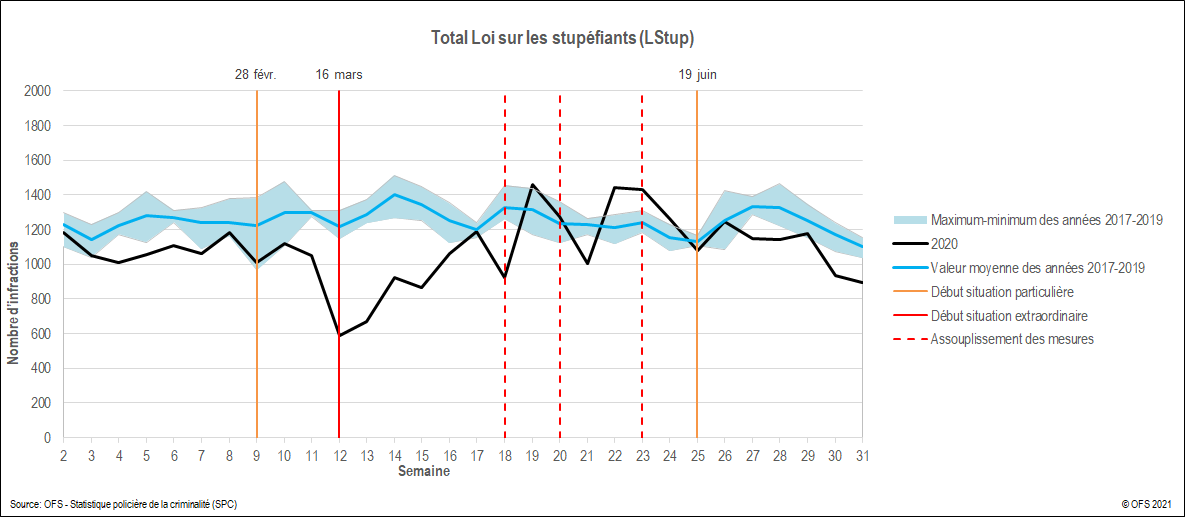 Total Loi sur les stupéfiants (LStup)
28 févr.
16 mars
19 juin
2000
1800
1600
1400
1200
1000
800
600
400
200
0
Nombre d'infractions
2 3 4 5 6 7 8 9 10 11 12 13 14 15 16 17 18 19 20 21 22 23 24 25 26 27 28 29 30 31
Semaine
Maximum-minimum des années 2017-2019
2020
Valeur moyenne des années 2017-2019
Début situation particulière
Début situation extraordinaire
Assouplissement des mesures
Source: OFS - Statistique policière de la criminalité (SPC)
© OFS 2021